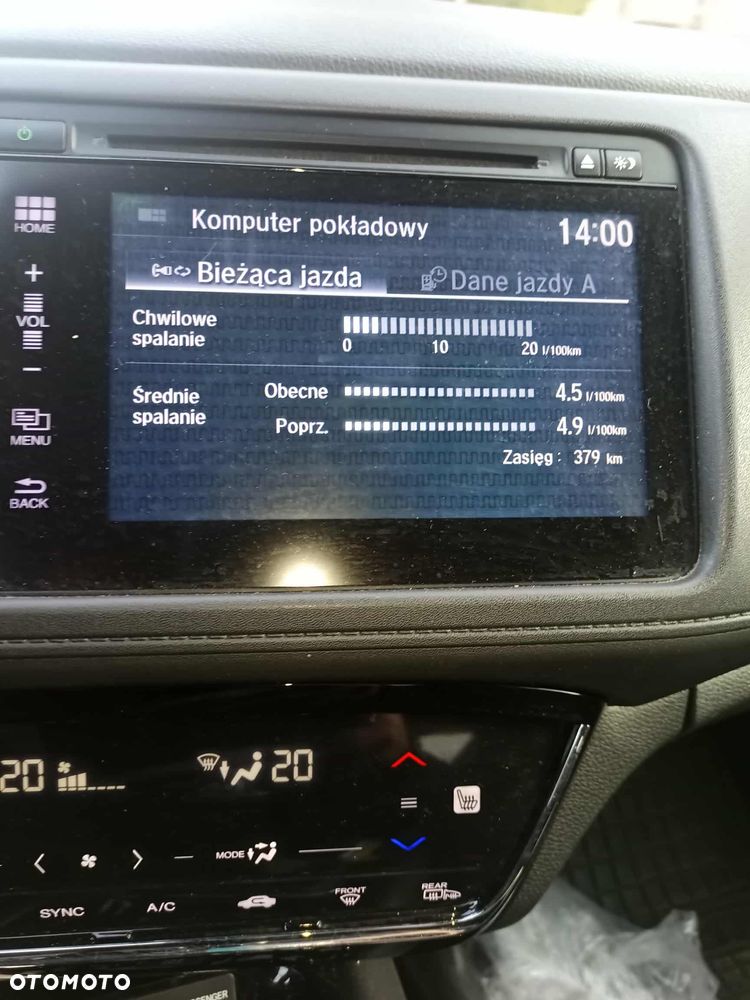 Komputer pokładowy 14:00
HOME
Bieżąca jazda Dane jazdy A
+
VOL
−
Chwilowe
spalanie
0 10 20 l/100km
Średnie
spalanie
Obecne 4.5 l/100km
Poprz. 4.9 l/100km
Zasięg : 379 km
MENU
BACK
20 20
MODE
SYNC A/C FRONT REAR
OTOMOTO